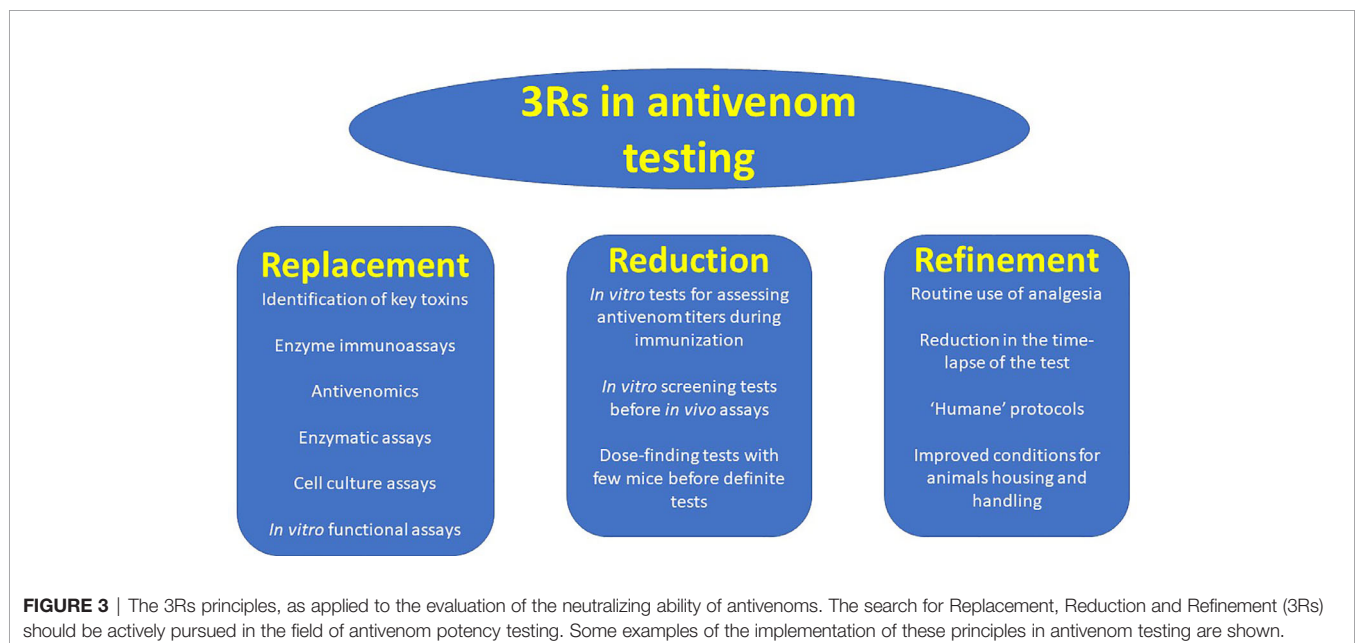 3Rs in antivenom
testing
Replacement
Identification of key toxins
Enzyme immunoassays
Antivenomics
Enzymatic assays
Cell culture assays
In vitro functional assays
Reduction
In vitro tests for assessing
antivenom titers during
immunization
In vitro screening tests
before in vivo assays
Dose-finding tests with
few mice before definite
tests
Refinement
Routine use of analgesia
Reduction in the time-
lapse of the test
‘Humane’ protocols
Improved conditions for
animals housing and
handling
FIGURE 3 | The 3Rs principles, as applied to the evaluation of the neutralizing ability of antivenoms. The search for Replacement, Reduction and Refinement (3Rs)
should be actively pursued in the field of antivenom potency testing. Some examples of the implementation of these principles in antivenom testing are shown.